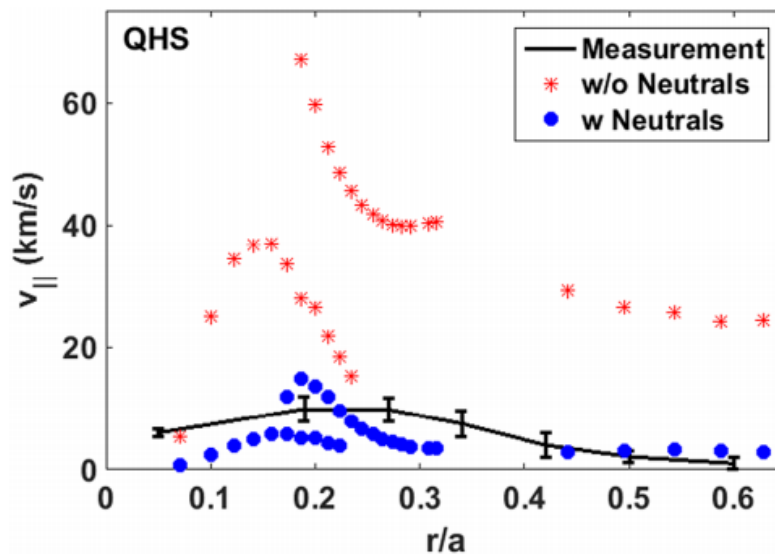 QHS
Measurement
w/o Neutrals
w Neutrals
v|| (km/s)
60
40
20
0
0 0.1 0.2 0.3 0.4 0.5 0.6
r/a